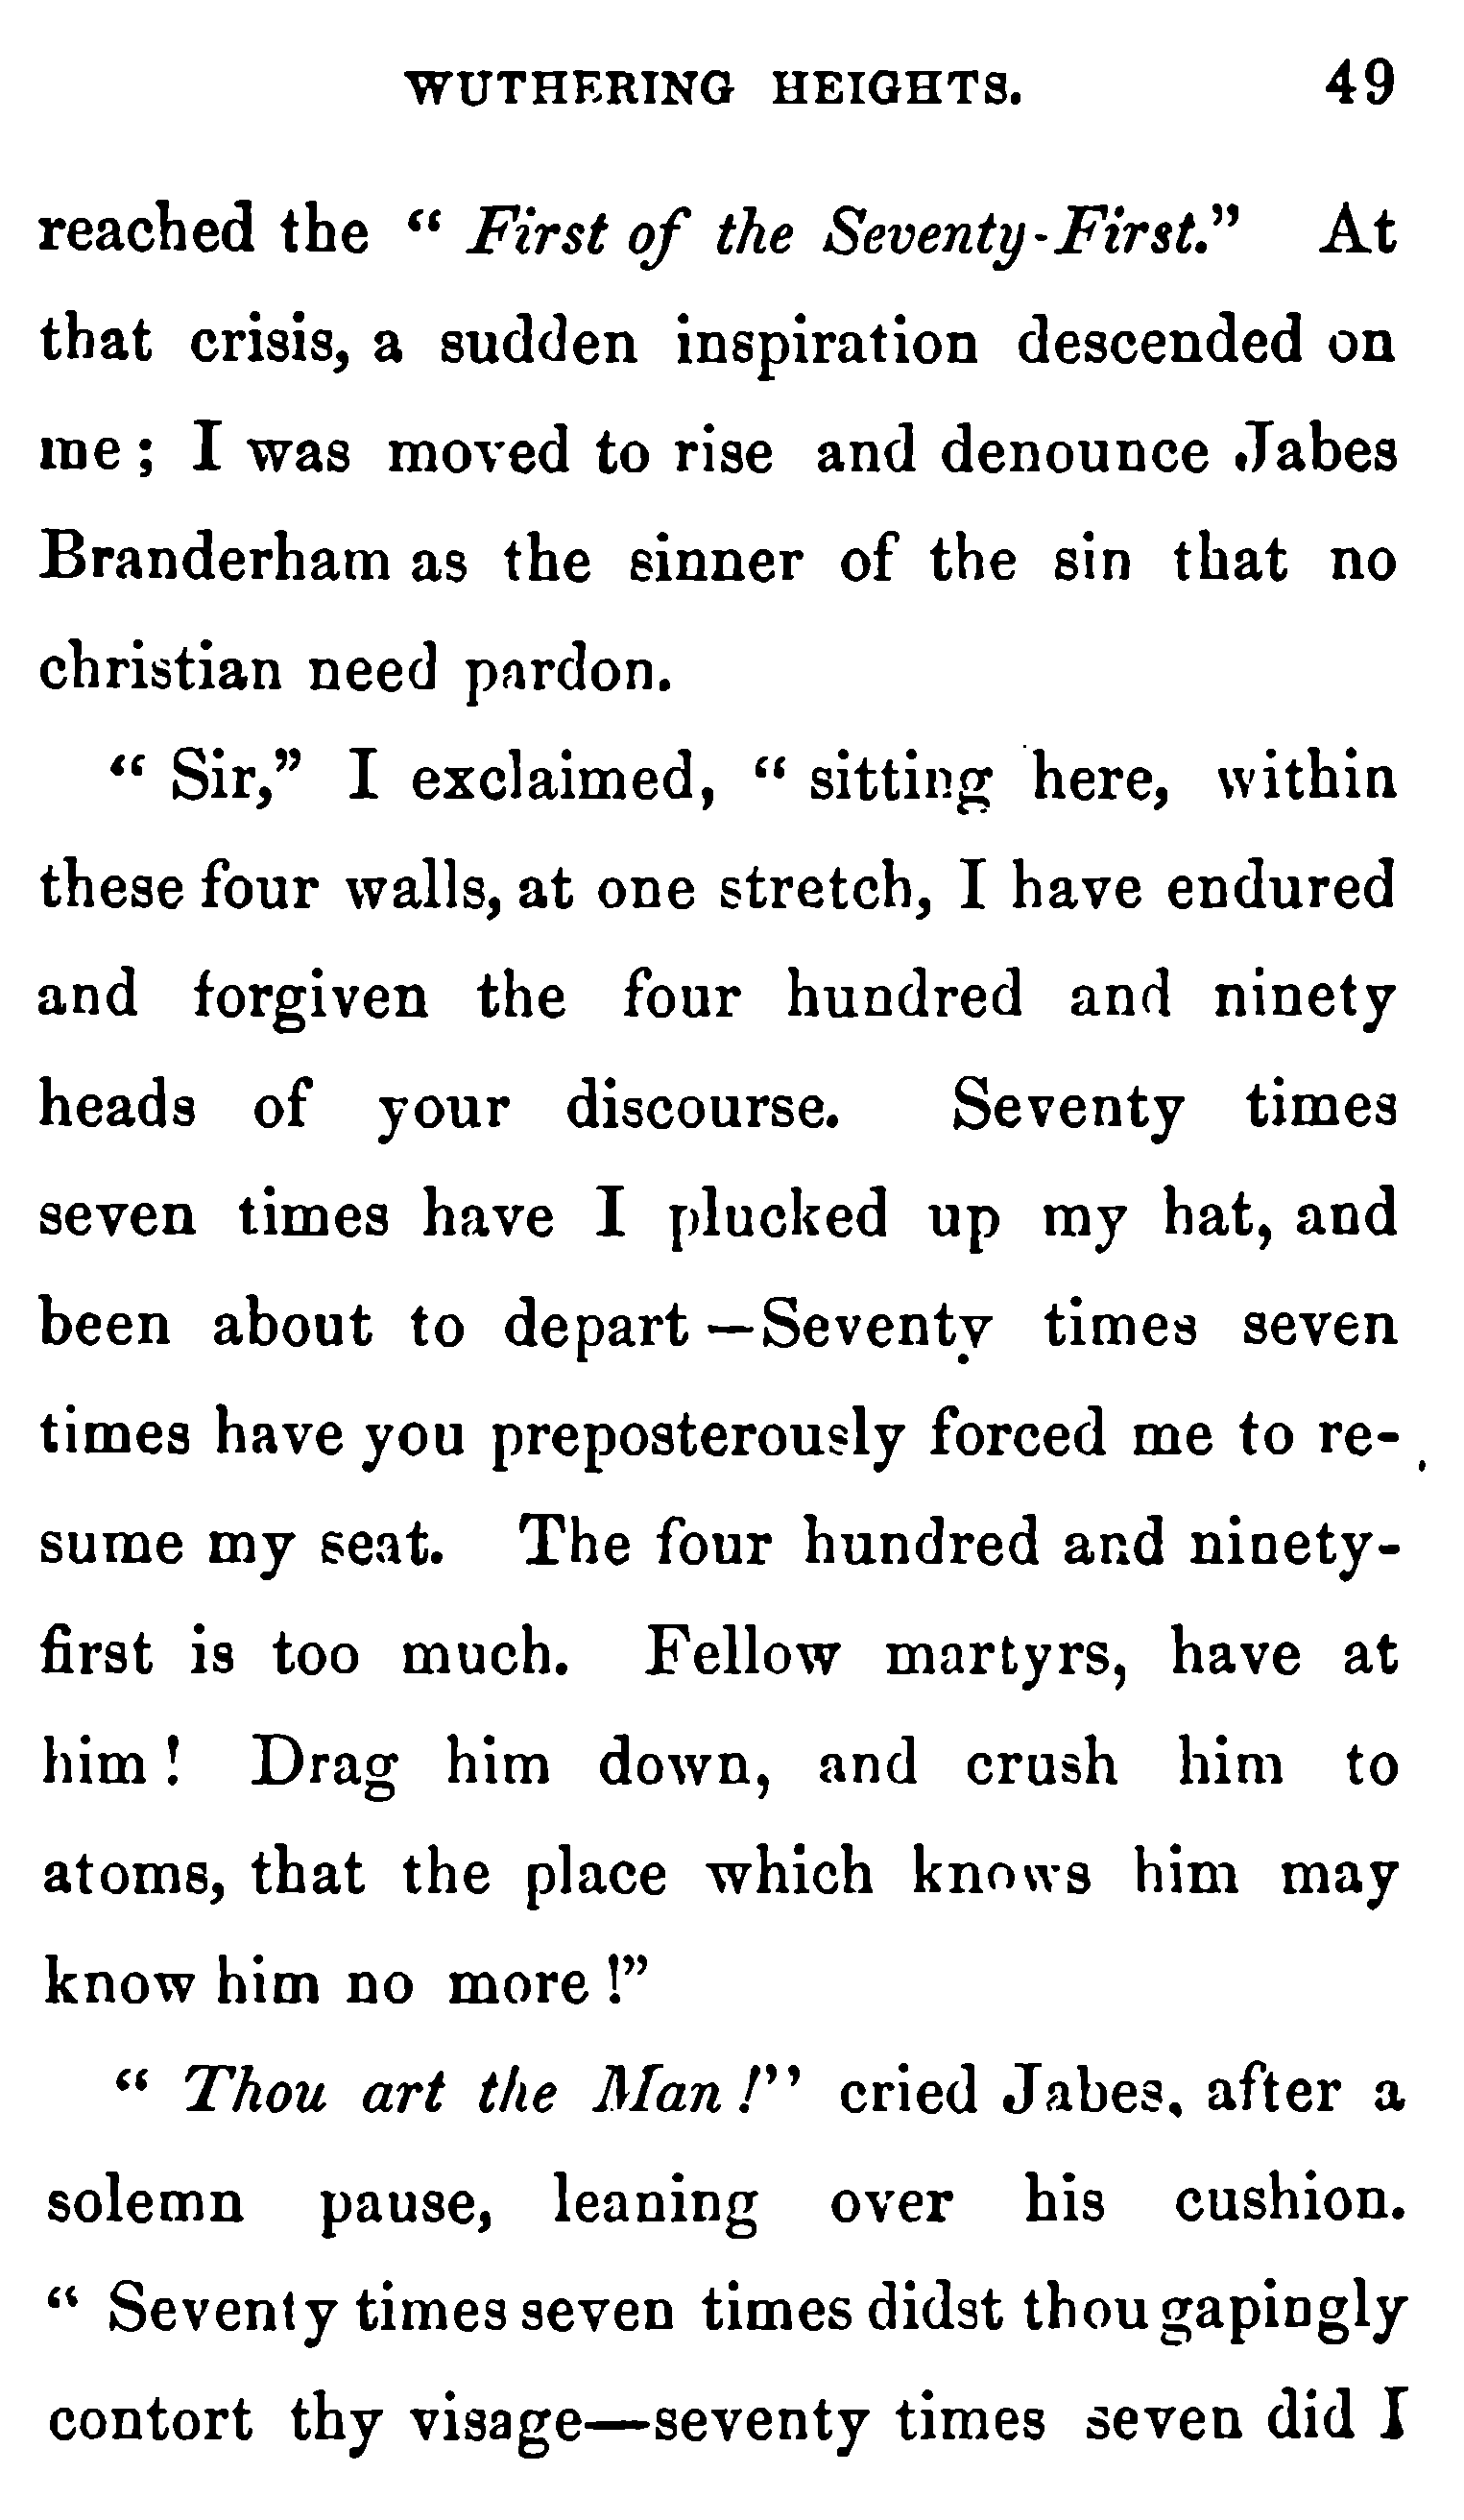 WUTHERING HEIGHTS. 49
reached the " First of the Seventy-First." At
that crisis, a sudden inspiration descended on
me ; I was moved to rise and denounce Jabes
Branderham as the sinner of the sin that no
christian need pardon.
" Sir," I exclaimed, " sitting here, within
these four walls, at one stretch, I have endured
and forgiven the four hundred and ninety
heads of your discourse. Seventy times
seven times have I plucked up my hat, and
been about to depart —Seventy times seven
times have you preposterously forced me to re-
sume my seat. The four hundred and ninety-
first is too much. Fellow martyrs, have at
him ! Drag him down, and crush him to
atoms, that the place which knows him may
know him no more !"
" Thou art the Man !" cried Jabes, after a
solemn pause, leaning over his cushion.
" Seventy times seven times didst thou gapingly
contort thy visage—seventy times seven did I